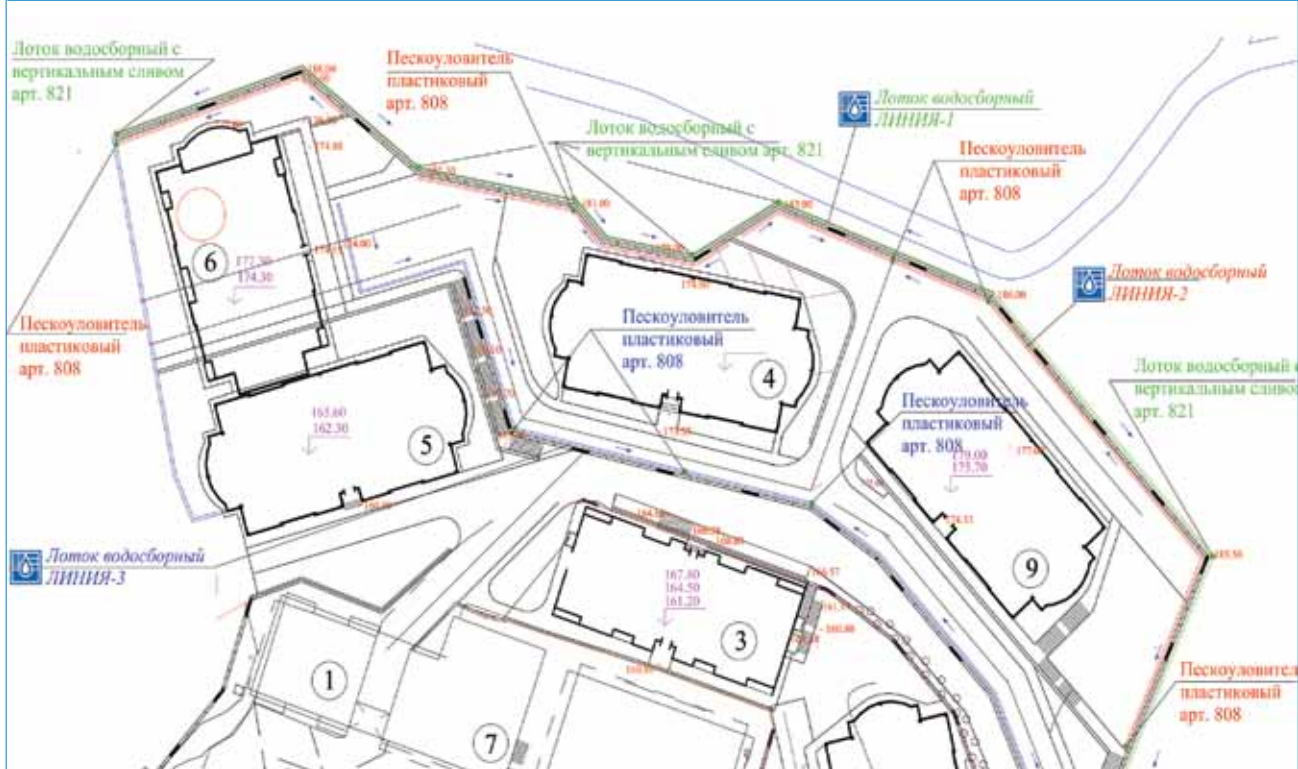 Лоток водосборный с
вертикальным сливом
арт. 821
Пескоуловитель
пластиковый
арт. 808
Лоток водосборный
ЛИНИЯ-1
Лоток водосборный с
вертикальным сливом арт. 821
Пескоуловитель
пластиковый
арт. 808
Лоток водосборный
ЛИНИЯ-2
6
177.30
174.30
181.00
Пескоуловитель
пластиковый
арт. 808
Пескоуловитель
пластиковый
арт. 808
4
Лоток водосборный с
вертикальным сливом
арт. 821
Пескоуловитель
пластиковый
арт. 808
165.60
162.30
5
179.00
175.70
9
Лоток водосборный
ЛИНИЯ-3
167.80
164.50
161.20
3
1
7
Пескоуловител
пластиковый
арт. 808